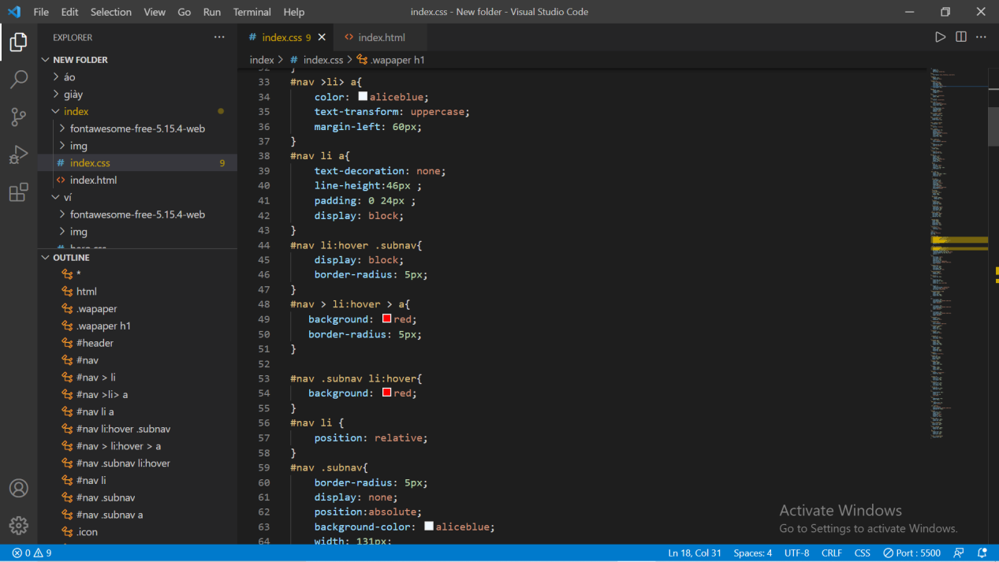 File Edit Selection View Go Run Terminal Help
index.css - New folder - Visual Studio Code
EXPLORER
NEW FOLDER
áo
giày
index
fontawesome-free-5.15.4-web
img
# index.css 9
<> index.html
ví
fontawesome-free-5.15.4-web
img
OUTLINE
*
html
.wapaper
.wapaper h1
#header
#nav
#nav > li
#nav >li> a
#nav li a
#nav li:hover .subnav
#nav > li:hover > a
#nav .subnav li:hover
#nav li
#nav .subnav
#nav .subnav a
.icon
# index.css 9
<> index.html
index > # index.css > .wapaper h1
32 }
33 #nav >li> a{
34 color: aliceblue;
35 text-transform: uppercase;
36 margin-left: 60px;
37 }
38 #nav li a{
39 text-decoration: none;
40 line-height:46px ;
41 padding: 0 24px ;
42 display: block;
43 }
44 #nav li:hover .subnav{
45 display: block;
46 border-radius: 5px;
47 }
48 #nav > li:hover > a{
49 background: red;
50 border-radius: 5px;
51 }
52
53 #nav .subnav li:hover{
54 background: red;
55 }
56 #nav li {
57 position: relative;
58 }
59 #nav .subnav{
60 border-radius: 5px;
61 display: none;
62 position:absolute;
63 background-color: aliceblue;
64 width: 131px;
Activate Windows
Go to Settings to activate Windows.
0 9
Ln 18, Col 31 Spaces: 4 UTF-8 CRLF CSS Port : 5500